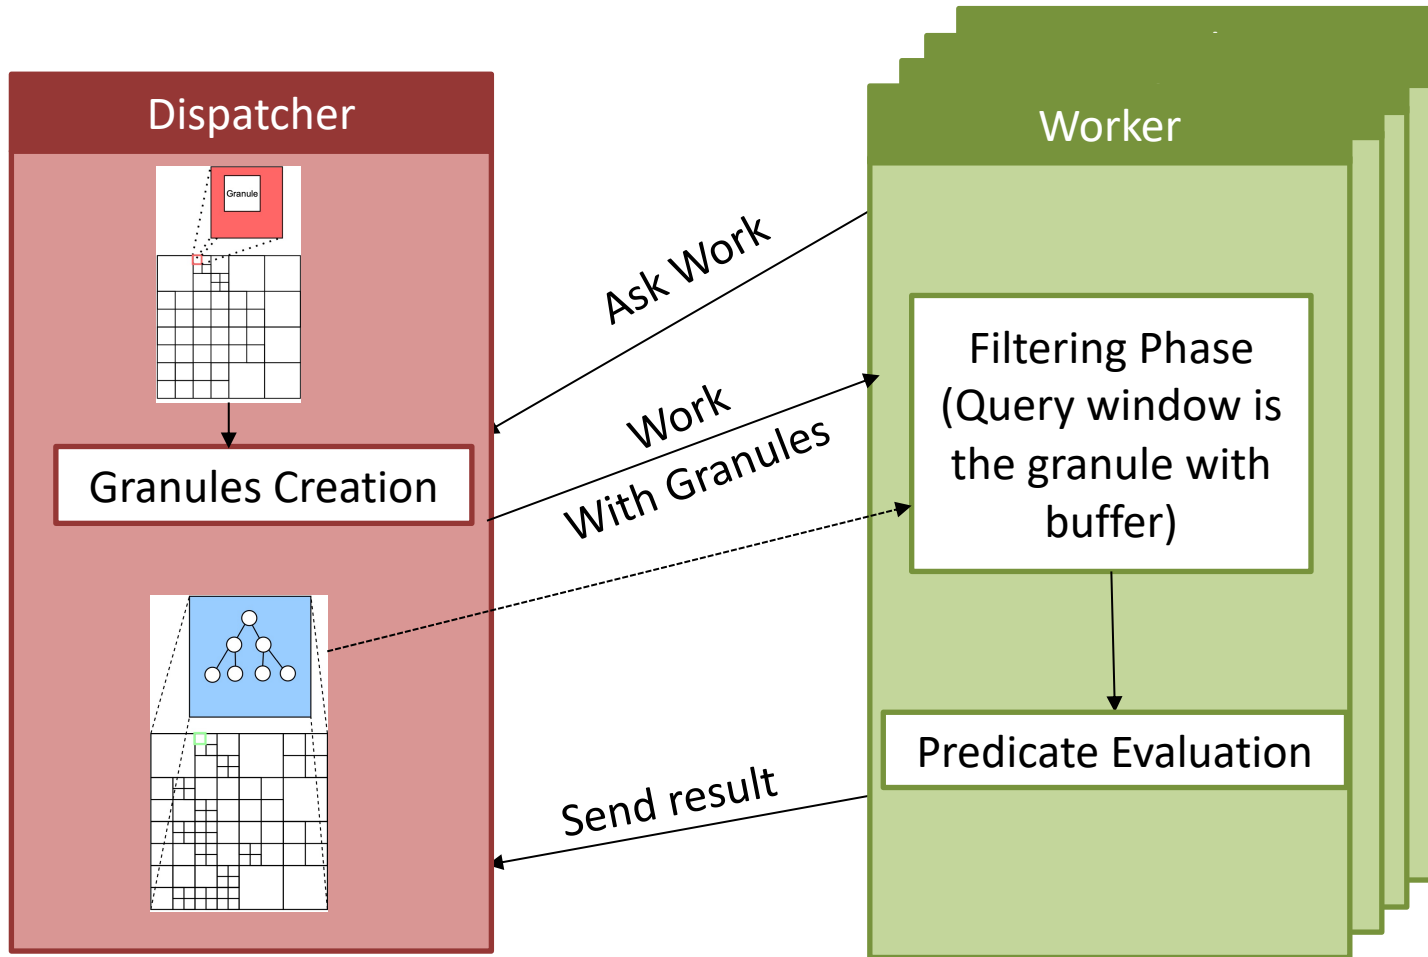 Dispatcher
Granule
Granules Creation
Ask Work
Work
With Granules
Send result
Worker
Filtering Phase
(Query window is
the granule with
buffer)
Predicate Evaluation